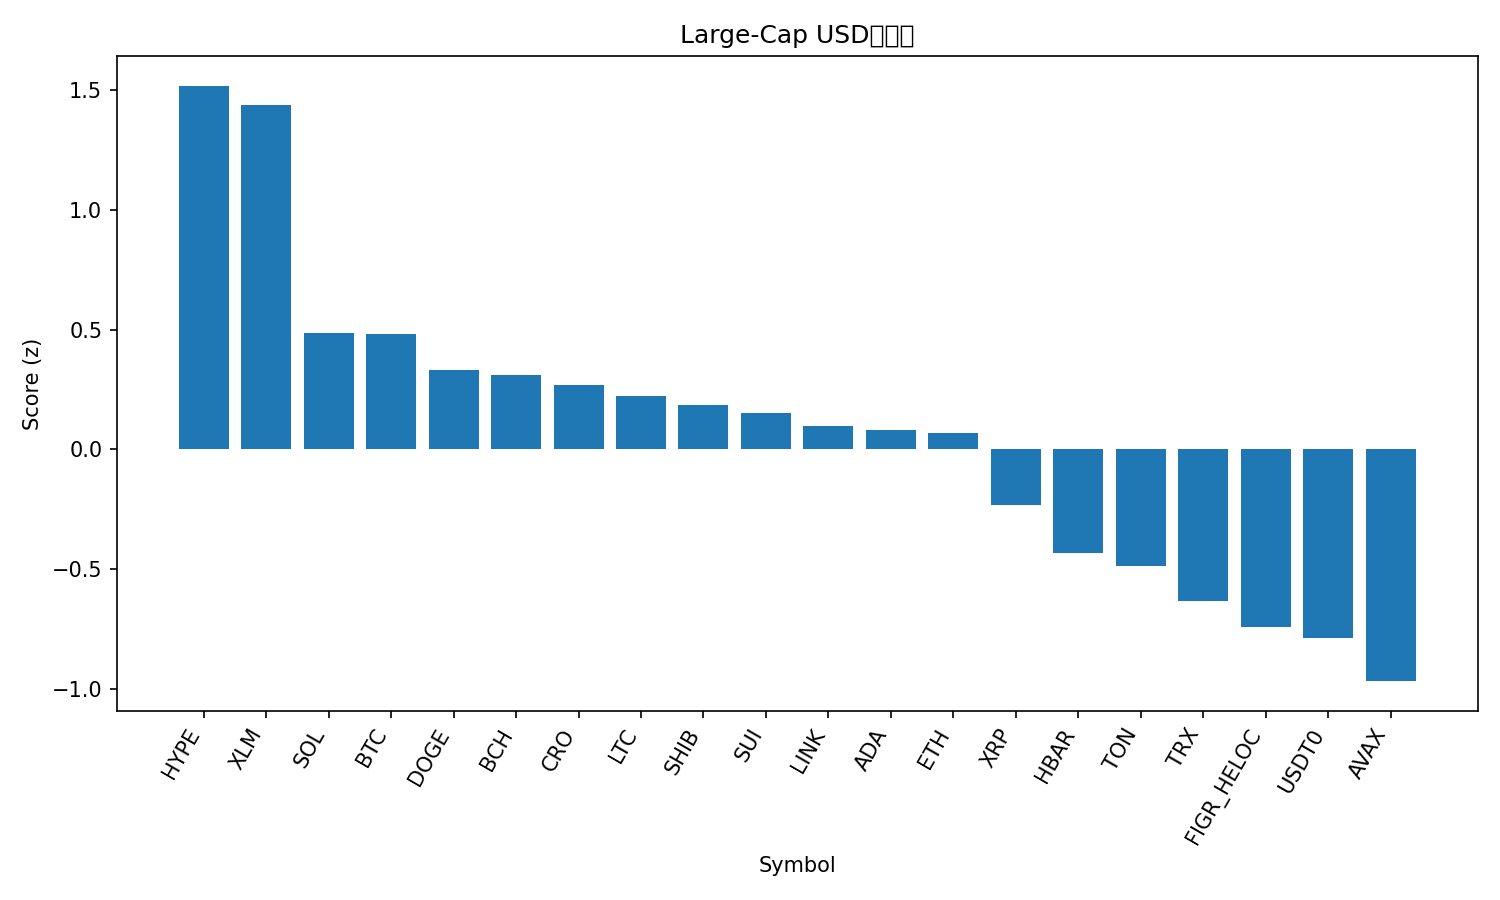 Large-Cap USD
Score (z)
1.5
1.0
0.5
0.0
−0.5
−1.0
HYPE
XLM
SOL
BTC
DOGE
BCH
CRO
LTC
SHIB
SUI
LINK
ADA
ETH
XRP
HBAR
TON
TRX
FIGR_HELOC
USDT0
AVAX
Symbol